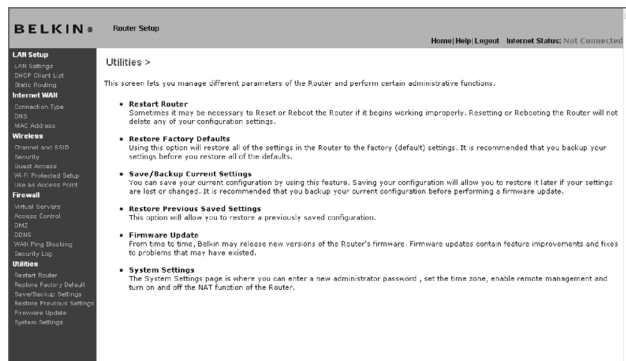 BELKIN® Router Setup
Home|Help|Logout Internet Status: Not Connected
LAN Setup
LAN Settings
DHCP Client List
Static Routing
Internet WAN
Connection Type
DNS
MAC Address
Wireless
Channel and SSID
Security
Guest Access
Wi-Fi Protected Setup
Use as Access Point
Firewall
Virtual Servers
Access Control
DMZ
DDNS
WAN Ping Blocking
Security Log
Utilities
Restart Router
Restore Factory Default
Save/Backup Settings
Restore Previous Settings
Firmware Update
System Settings
Utilities >
This screen lets you manage different parameters of the Router and perform certain administrative functions.
• Restart Router
Sometimes it may be necessary to Reset or Reboot the Router if it begins working improperly. Resetting or Rebooting the Router will not
delete any of your configuration settings.
• Restore Factory Defaults
Using this option will restore all of the settings in the Router to the factory (default) settings. It is recommended that you backup your
settings before you restore all of the defaults.
• Save/Backup Current Settings
You can save your current configuration by using this feature. Saving your configuration will allow you to restore it later if your settings
are lost or changed. It is recommended that you backup your current configuration before performing a firmware update.
• Restore Previous Saved Settings
This option will allow you to restore a previously saved configuration.
• Firmware Update
From time to time, Belkin may release new versions of the Router's firmware. Firmware updates contain feature improvements and fixes
to problems that may have existed.
• System Settings
The System Settings page is where you can enter a new administrator password , set the time zone, enable remote management and
turn on and off the NAT function of the Router.